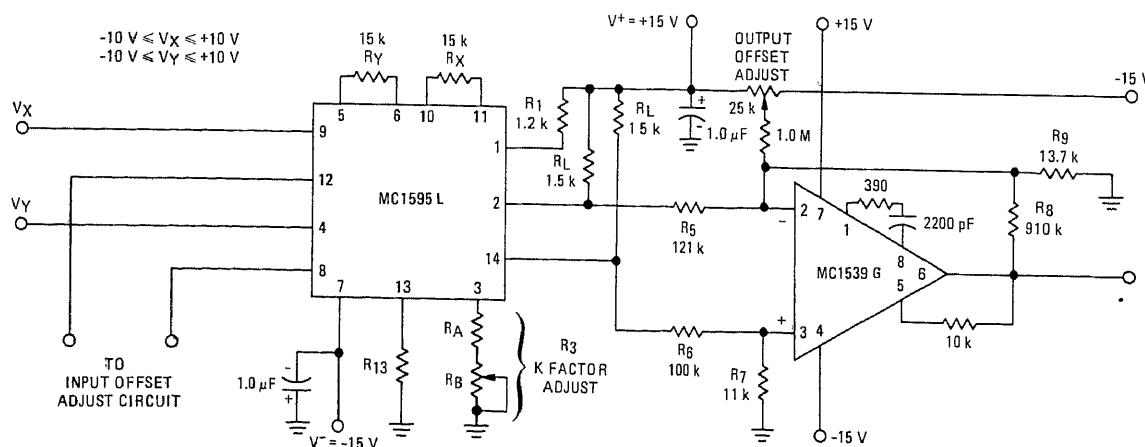 -10 V ⩽ VX ⩽ +10 V
-10 V ⩽ VY ⩽ +10 V
15 k
RY
15 k
RX
V+ = +15 V
+15 V
OUTPUT
OFFSET
ADJUST
-15 V
VX
5
6
10
11
R1
1.2 k
RL
15 k
1.0 μF
+
-
25 k
1.0 M
R9
13.7 k
9
1
12
RL
1.5 k
390
VY
MC1595 L
2
R5
121 k
2
7
1
2200 pF
R8
910 k
4
-
8
14
MC1539 G
8
6
5
7
13
3
+
3
4
RA
R6
100 k
10 k
TO
INPUT OFFSET
ADJUST CIRCUIT
1.0 μF
-
+
R13
RB
R3
K FACTOR
ADJUST
R7
11 k
V- = -15 V
-15 V